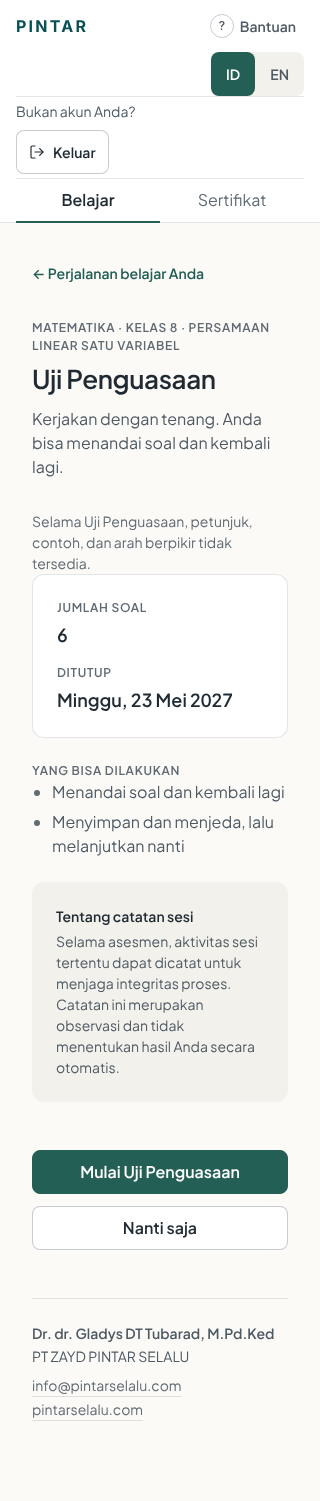 PINTAR
? Bantuan
ID EN
Bukan akun Anda?
Keluar
Belajar Sertifikat
← Perjalanan belajar Anda
MATEMATIKA · KELAS 8 · PERSAMAAN
LINEAR SATU VARIABEL
Uji Penguasaan
Kerjakan dengan tenang. Anda
bisa menandai soal dan kembali
lagi.
Selama Uji Penguasaan, petunjuk,
contoh, dan arah berpikir tidak
tersedia.
JUMLAH SOAL
6
DITUTUP
Minggu, 23 Mei 2027
YANG BISA DILAKUKAN
• Menandai soal dan kembali lagi
• Menyimpan dan menjeda, lalu
melanjutkan nanti
Tentang catatan sesi
Selama asesmen, aktivitas sesi
tertentu dapat dicatat untuk
menjaga integritas proses.
Catatan ini merupakan
observasi dan tidak
menentukan hasil Anda secara
otomatis.
Mulai Uji Penguasaan
Nanti saja
Dr. dr. Gladys DT Tubarad, M.Pd.Ked
PT ZAYD PINTAR SELALU
info@pintarselalu.com
pintarselalu.com